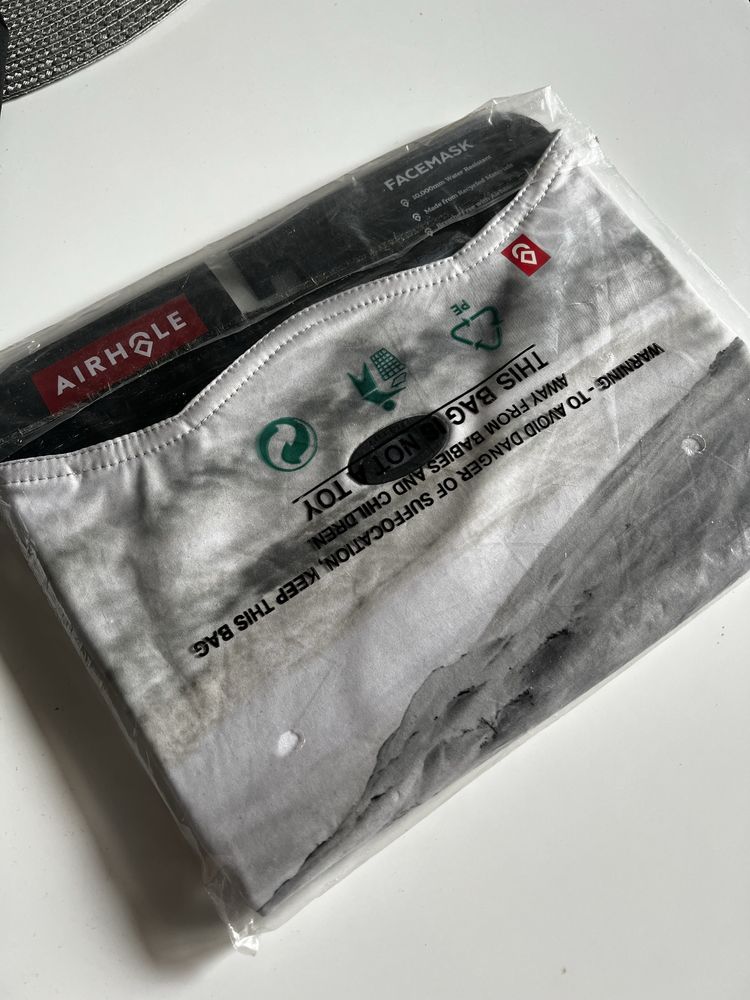 FACEMASK
10,000mm Water Resistant
Made from Recycled Materials
AIRHOLE
PE
THIS BAG IS NOT A TOY
WARNING - TO AVOID DANGER OF SUFFOCATION, KEEP THIS BAG
AWAY FROM BABIES AND CHILDREN.